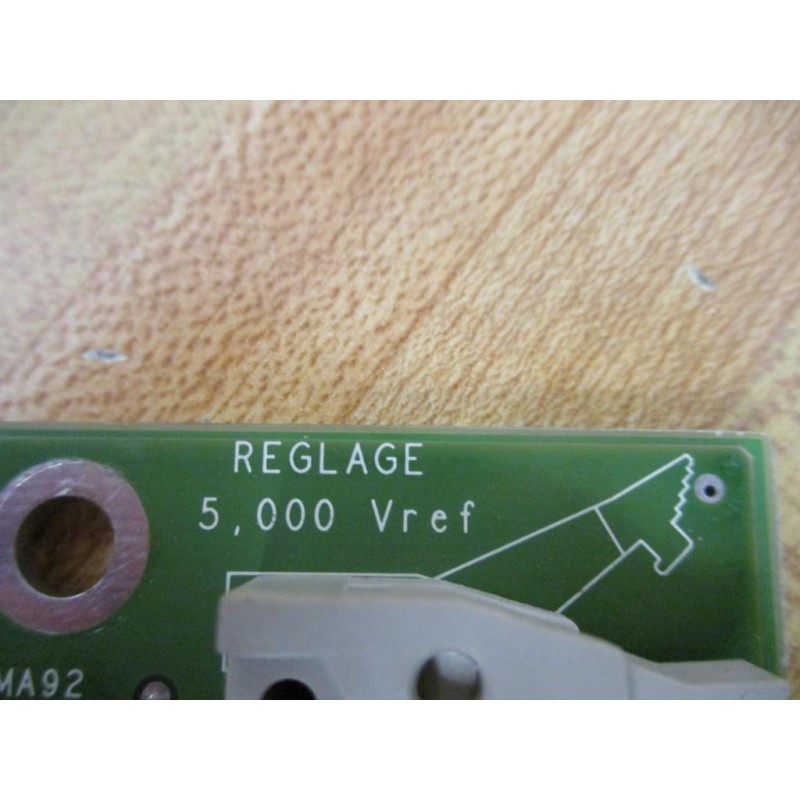 REGLAGE
5,000 Vref
MA92